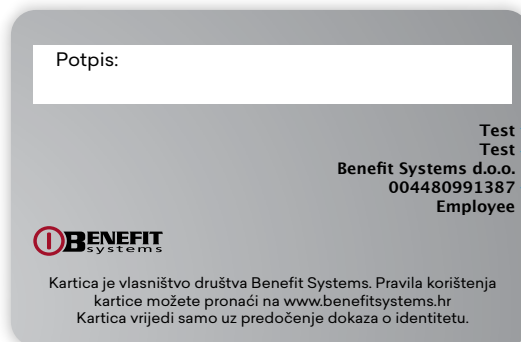 Potpis:
Test
Test
Benefit Systems d.o.o.
004480991387
Employee
BENEFIT
systems
Kartica je vlasništvo društva Benefit Systems. Pravila korištenja
kartice možete pronaći na www.benefitsystems.hr
Kartica vrijedi samo uz predočenje dokaza o identitetu.